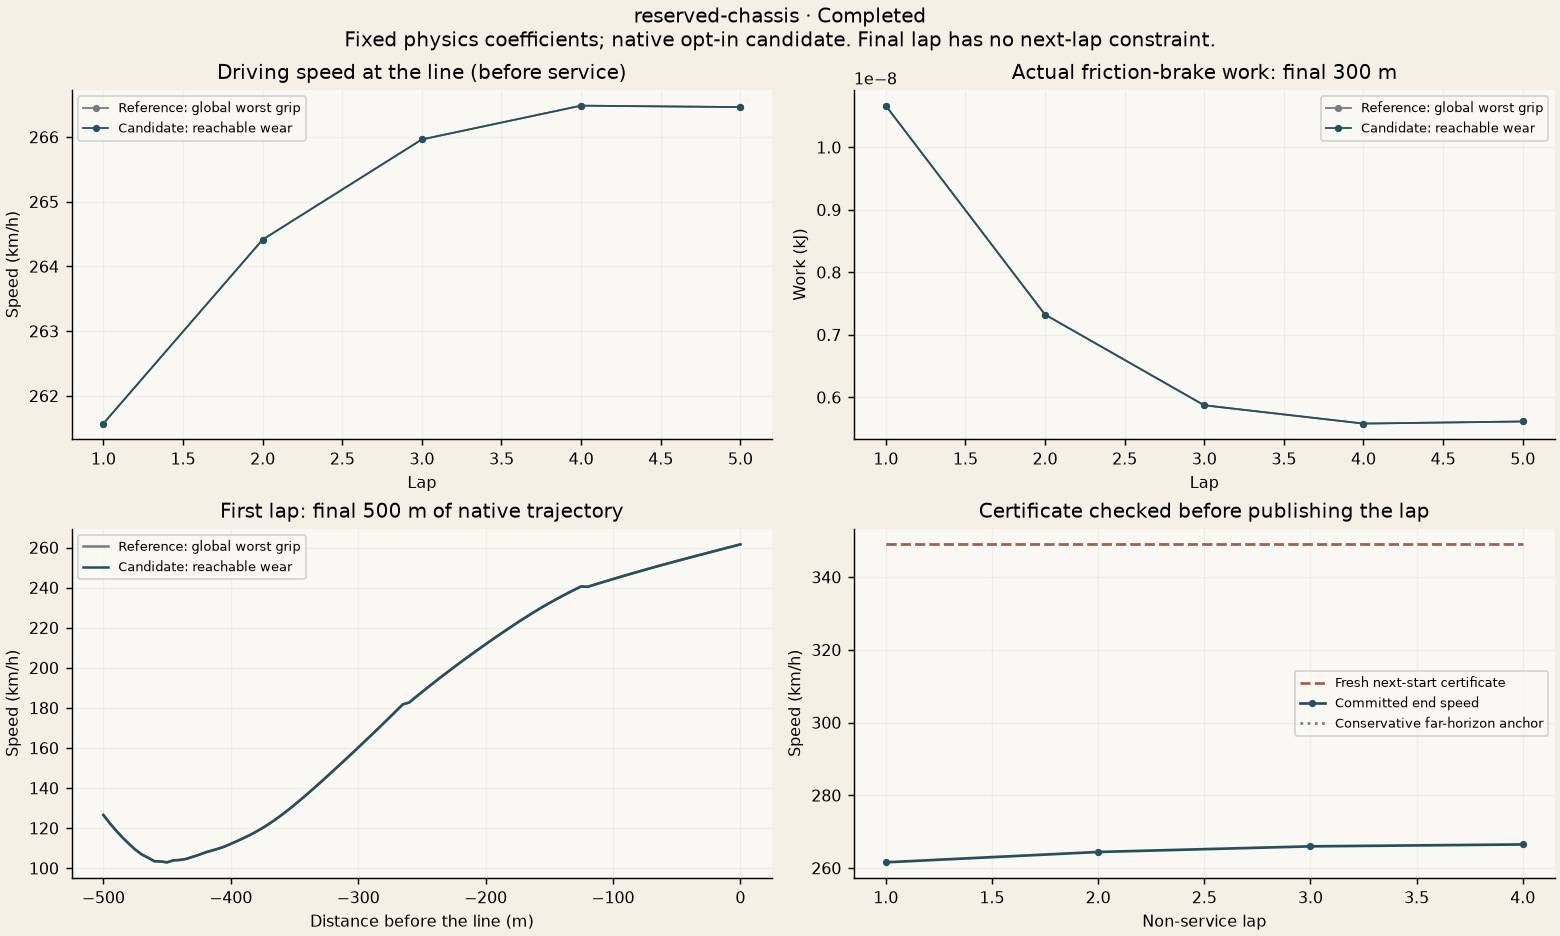 reserved-chassis · Completed
Fixed physics coefficients; native opt-in candidate. Final lap has no next-lap constraint.
Driving speed at the line (before service)
Reference: global worst grip
Candidate: reachable wear
Speed (km/h)
266
265
264
263
262
1.0 1.5 2.0 2.5 3.0 3.5 4.0 4.5 5.0
Lap
Actual friction-brake work: final 300 m
1e−8
Reference: global worst grip
Candidate: reachable wear
Work (kJ)
1.0
0.9
0.8
0.7
0.6
1.0 1.5 2.0 2.5 3.0 3.5 4.0 4.5 5.0
Lap
First lap: final 500 m of native trajectory
Reference: global worst grip
Candidate: reachable wear
Speed (km/h)
260
240
220
200
180
160
140
120
100
−500 −400 −300 −200 −100 0
Distance before the line (m)
Certificate checked before publishing the lap
Speed (km/h)
340
320
300
280
260
Fresh next-start certificate
Committed end speed
Conservative far-horizon anchor
1.0 1.5 2.0 2.5 3.0 3.5 4.0
Non-service lap